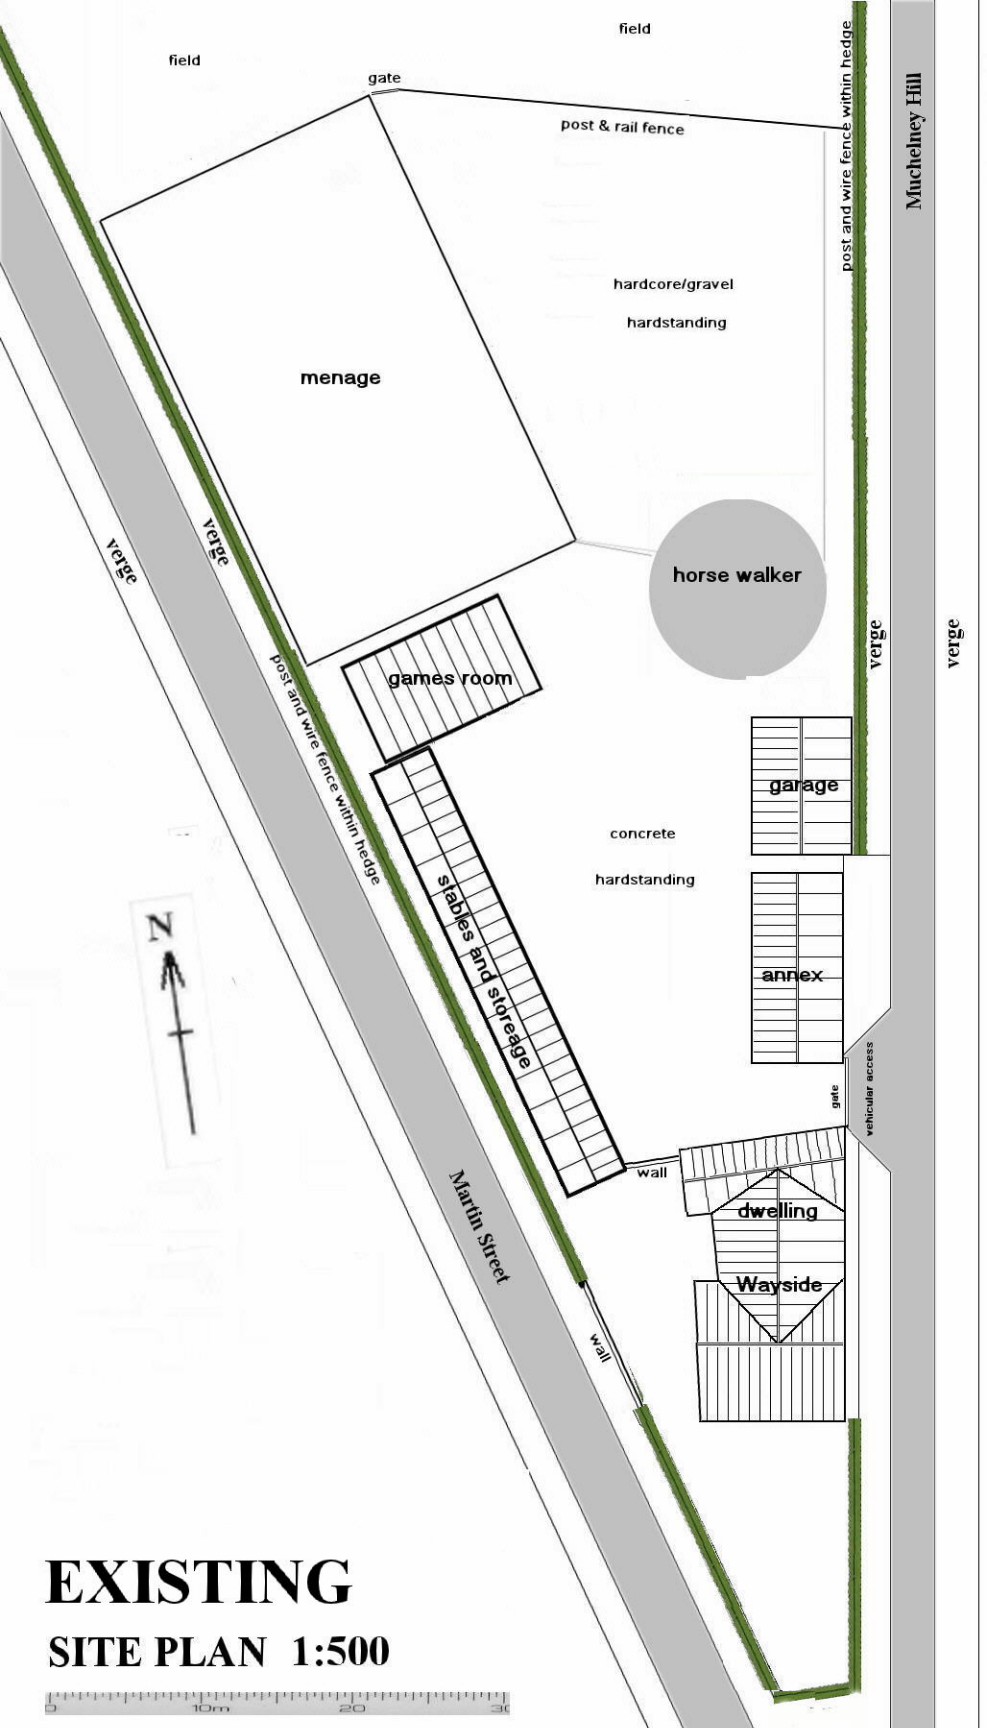 field
field
gate
post & rail fence
post and wire fence within hedge
Muchelney Hill
hardcore/gravel
hardstanding
menage
verge
verge
horse walker
verge
verge
post and wire fence within hedge
games room
garage
concrete
hardstanding
stables and storeage
annex
N
gate
vehicular access
wall
dwelling
Wayside
Martin Street
wall
EXISTING
SITE PLAN 1:500
0 10m 20 30